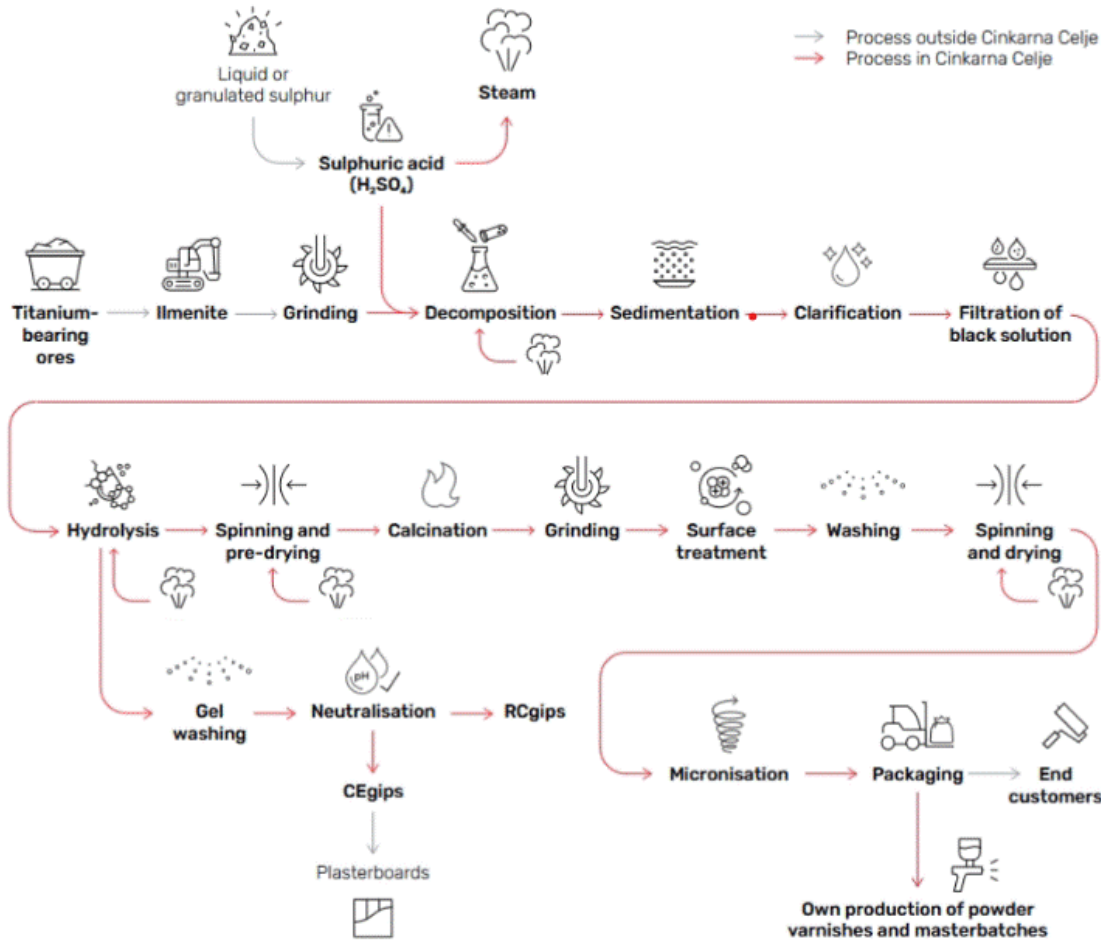 Process outside Cinkarna Celje
Process in Cinkarna Celje
Liquid or
granulated sulphur
Steam
Sulphuric acid
(H₂SO₄)
Titanium-
bearing
ores
Ilmenite
Grinding
Decomposition
Sedimentation
Clarification
Filtration of
black solution
Hydrolysis
Spinning and
pre-drying
Calcination
Grinding
Surface
treatment
Washing
Spinning
and drying
Gel
washing
pH
Neutralisation
RCgips
CEgips
Plasterboards
Micronisation
Packaging
End
customers
Own production of powder
varnishes and masterbatches